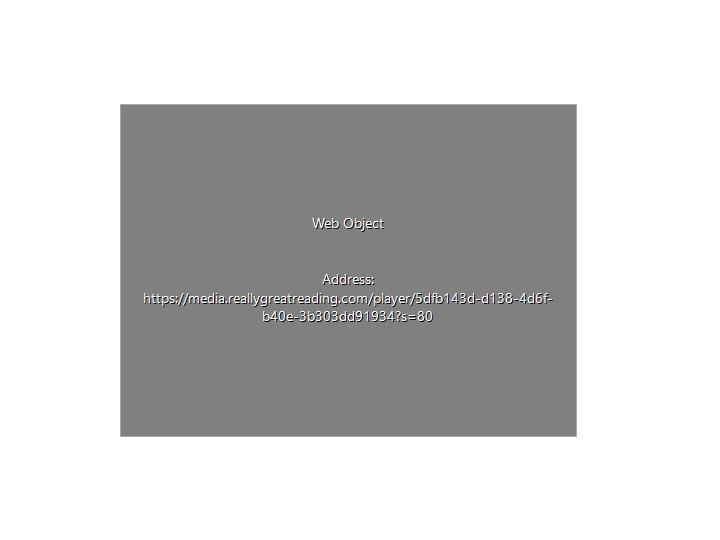 Web Object
Address:
https://media.reallygreatreading.com/player/5dfb143d-d138-4d6f-
b40e-3b303dd91934?s=80